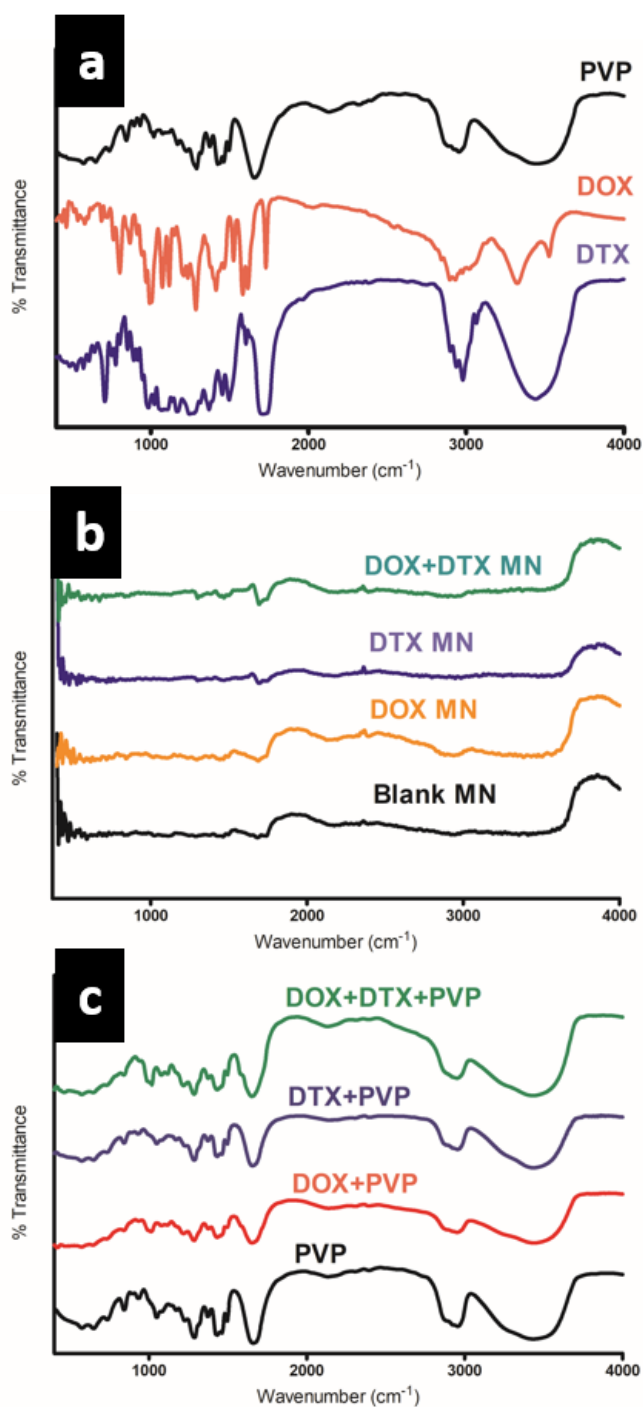 a
PVP
DOX
DTX
% Transmittance
1000 2000 3000 4000
Wavenumber (cm⁻¹)
b
DOX+DTX MN
DTX MN
DOX MN
Blank MN
% Transmittance
1000 2000 3000 4000
Wavenumber (cm⁻¹)
c
DOX+DTX+PVP
DTX+PVP
DOX+PVP
PVP
% Transmittance
1000 2000 3000 4000
Wavenumber (cm⁻¹)